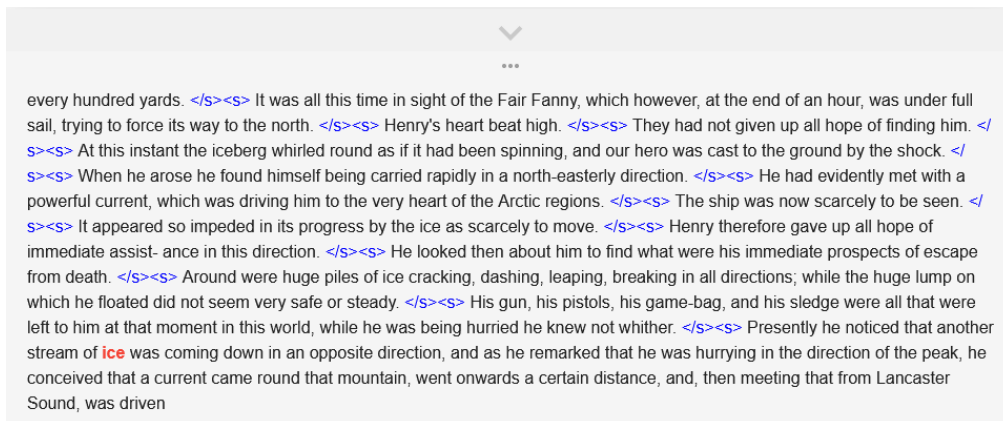 every hundred yards. </s><s> It was all this time in sight of the Fair Fanny, which however, at the end of an hour, was under full
sail, trying to force its way to the north. </s><s> Henry's heart beat high. </s><s> They had not given up all hope of finding him. </
s><s> At this instant the iceberg whirled round as if it had been spinning, and our hero was cast to the ground by the shock. </
s><s> When he arose he found himself being carried rapidly in a north-easterly direction. </s><s> He had evidently met with a
powerful current, which was driving him to the very heart of the Arctic regions. </s><s> The ship was now scarcely to be seen. </
s><s> It appeared so impeded in its progress by the ice as scarcely to move. </s><s> Henry therefore gave up all hope of
immediate assist- ance in this direction. </s><s> He looked then about him to find what were his immediate prospects of escape
from death. </s><s> Around were huge piles of ice cracking, dashing, leaping, breaking in all directions; while the huge lump on
which he floated did not seem very safe or steady. </s><s> His gun, his pistols, his game-bag, and his sledge were all that were
left to him at that moment in this world, while he was being hurried he knew not whither. </s><s> Presently he noticed that another
stream of ice was coming down in an opposite direction, and as he remarked that he was hurrying in the direction of the peak, he
conceived that a current came round that mountain, went onwards a certain distance, and, then meeting that from Lancaster
Sound, was driven